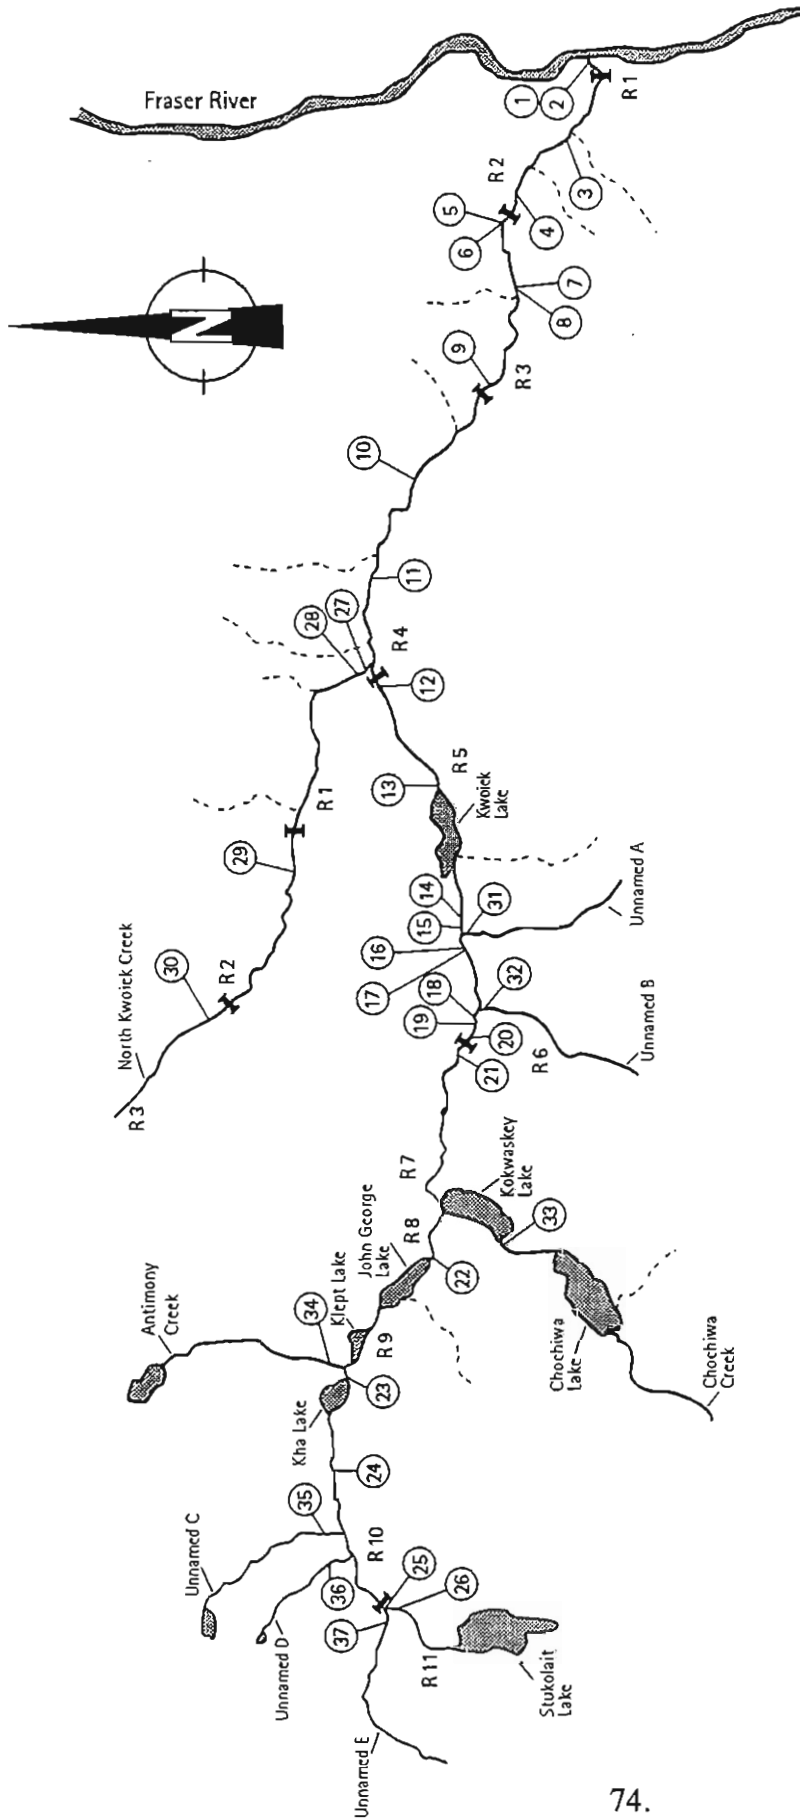 Fraser River
N
1
2
R 1
3
R 2
4
5
6
7
8
9
R 3
10
11
27
28
R 4
12
R 5
13
Kwoiek
Lake
R 1
29
North Kwoiek Creek
30
R 2
R 3
14
15
31
Unnamed A
16
17
18
32
19
20
R 6
Unnamed B
21
R 7
Kokwaskey
Lake
33
R 8
John George
Lake
22
Chochiwa
Lake
Chochiwa
Creek
Klept Lake
34
R 9
Antimony
Creek
23
Kha Lake
24
35
Unnamed C
R 10
36
Unnamed D
25
26
37
R 11
Stukolait
Lake
Unnamed E
74.